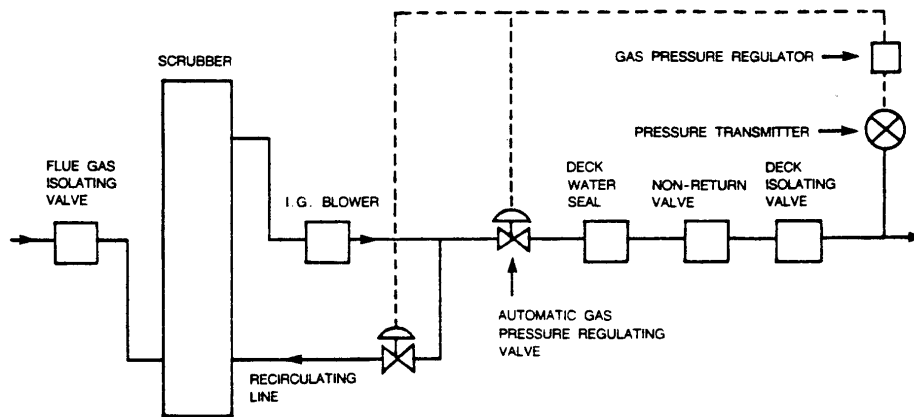 SCRUBBER
GAS PRESSURE REGULATOR
PRESSURE TRANSMITTER
FLUE GAS
ISOLATING
VALVE
I.G. BLOWER
DECK
WATER
SEAL
NON-RETURN
VALVE
DECK
ISOLATING
VALVE
AUTOMATIC GAS
PRESSURE REGULATING
VALVE
RECIRCULATING
LINE